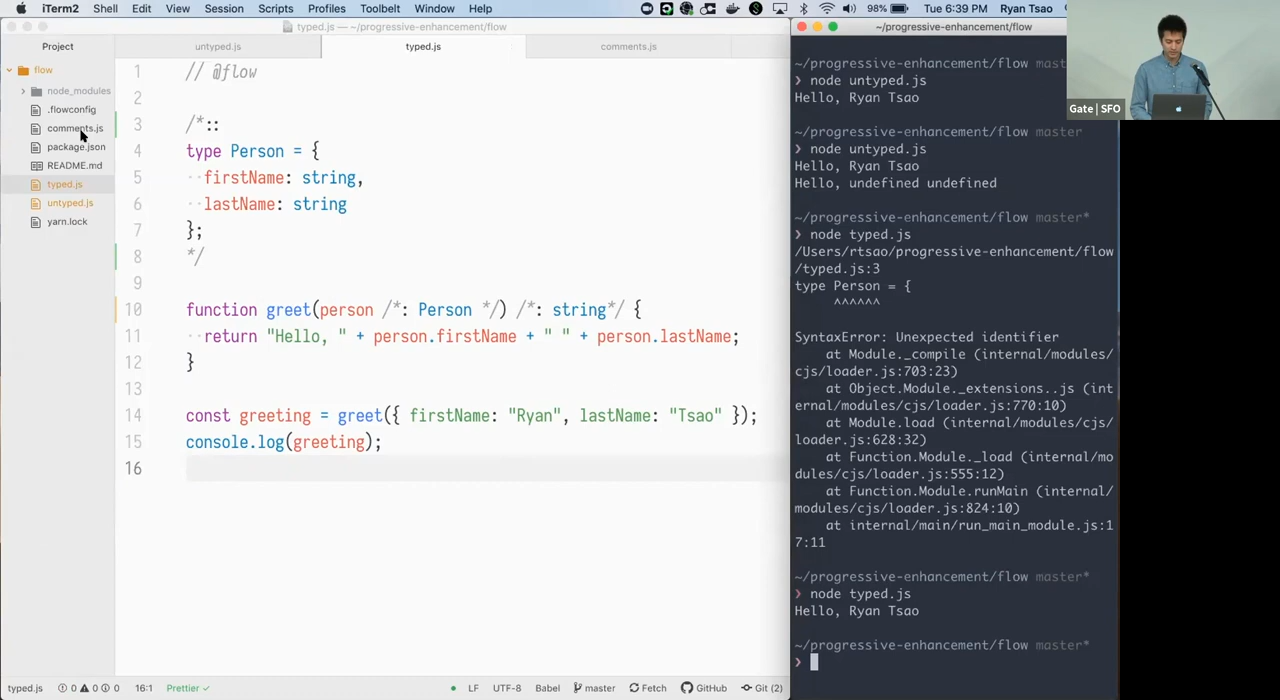 iTerm2 Shell Edit View Session Scripts Profiles Toolbelt Window Help 98% Tue 6:39 PM Ryan Tsao
typed.js — ~/progressive-enhancement/flow
Project
untyped.js
typed.js
comments.js
flow
node_modules
.flowconfig
comments.js
package.json
README.md
typed.js
untyped.js
yarn.lock
1 // @flow
2
3 /*::
4 type Person = {
5 ··firstName: string,
6 ··lastName: string
7 };
8 */
9
10 function greet(person /*: Person */) /*: string*/ {
11 ··return "Hello, " + person.firstName + " " + person.lastName;
12 }
13
14 const greeting = greet({ firstName: "Ryan", lastName: "Tsao" });
15 console.log(greeting);
16
typed.js 0 0 0 16:1 Prettier ✓ LF UTF-8 Babel master Fetch GitHub Git (2)
~/progressive-enhancement/flow
~/progressive-enhancement/flow mast
❯ node untyped.js
Hello, Ryan Tsao
~/progressive-enhancement/flow master
❯ node untyped.js
Hello, Ryan Tsao
Hello, undefined undefined
~/progressive-enhancement/flow master*
❯ node typed.js
/Users/rtsao/progressive-enhancement/flow
/typed.js:3
type Person = {
^^^^^^
SyntaxError: Unexpected identifier
at Module._compile (internal/modules/
cjs/loader.js:703:23)
at Object.Module._extensions..js (int
ernal/modules/cjs/loader.js:770:10)
at Module.load (internal/modules/cjs/
loader.js:628:32)
at Function.Module._load (internal/mo
dules/cjs/loader.js:555:12)
at Function.Module.runMain (internal/
modules/cjs/loader.js:824:10)
at internal/main/run_main_module.js:1
7:11
~/progressive-enhancement/flow master*
❯ node typed.js
Hello, Ryan Tsao
~/progressive-enhancement/flow master*
❯
Gate | SFO